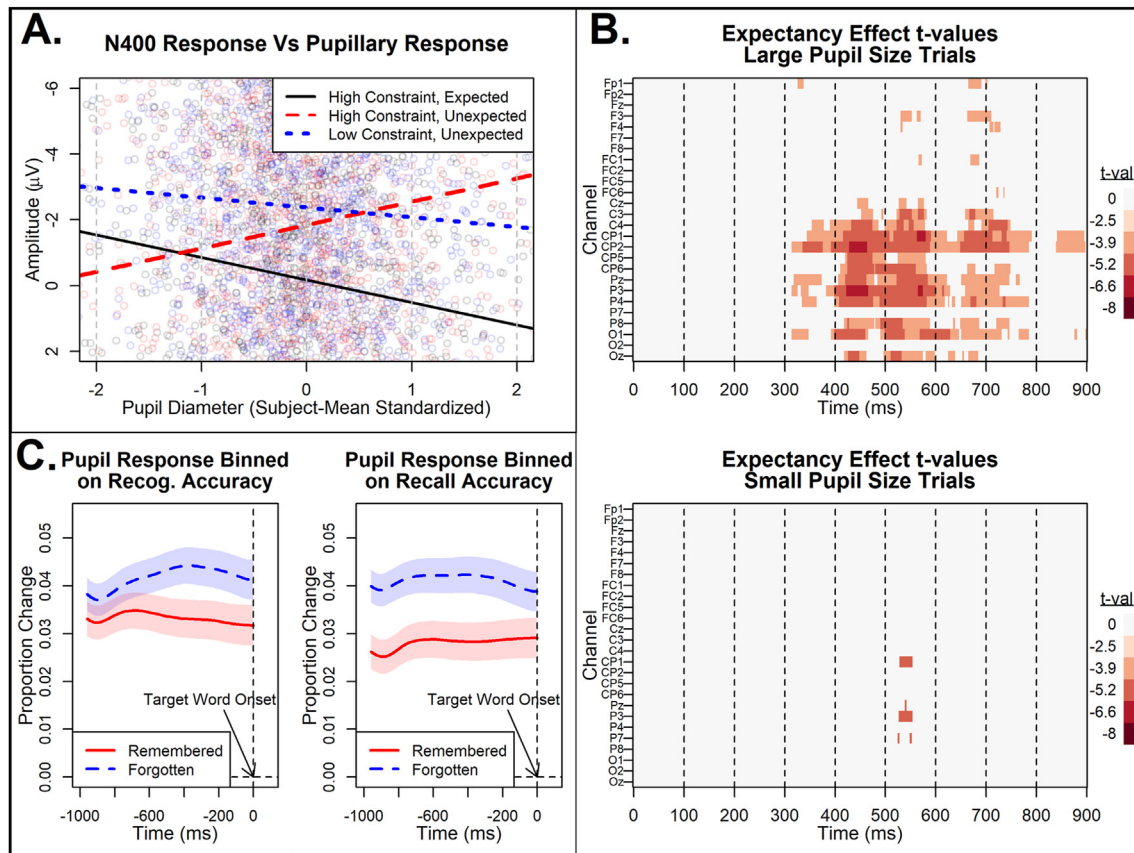 A.
N400 Response Vs Pupillary Response
High Constraint, Expected
High Constraint, Unexpected
Low Constraint, Unexpected
-6
-4
-2
0
2
Amplitude (µV)
-2 -1 0 1 2
Pupil Diameter (Subject-Mean Standardized)
B.
Expectancy Effect t-values
Large Pupil Size Trials
Channel
Fp1
Fp2
Fz
F3
F4
F7
F8
FC1
FC2
FC5
FC6
Cz
C3
C4
CP1
CP2
CP5
CP6
Pz
P3
P4
P7
P8
O1
O2
Oz
0 100 200 300 400 500 600 700 800 900
Time (ms)
t-val
0
-2.5
-3.9
-5.2
-6.6
-8
C.
Pupil Response Binned
on Recog. Accuracy
Proportion Change
0.05
0.04
0.03
0.02
0.01
0.00
Target Word Onset
Remembered
Forgotten
-1000 -600 -200 0
Time (ms)
Pupil Response Binned
on Recall Accuracy
Proportion Change
0.05
0.04
0.03
0.02
0.01
0.00
Target Word Onset
Remembered
Forgotten
-1000 -600 -200 0
Time (ms)
Expectancy Effect t-values
Small Pupil Size Trials
Channel
Fp1
Fp2
Fz
F3
F4
F7
F8
FC1
FC2
FC5
FC6
Cz
C3
C4
CP1
CP2
CP5
CP6
Pz
P3
P4
P7
P8
O1
O2
Oz
0 100 200 300 400 500 600 700 800 900
Time (ms)
t-val
0
-2.5
-3.9
-5.2
-6.6
-8